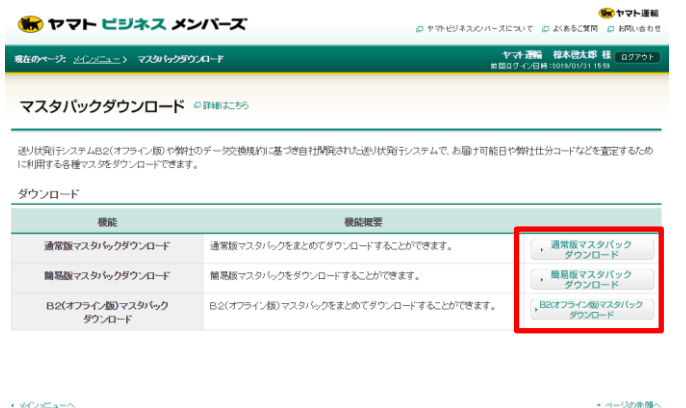 ヤマト運輸
ヤマト ビジネス メンバーズ
ヤマトビジネスメンバーズについて よくあるご質問 お問い合わせ
現在のページ: メインメニュー > マスタパックダウンロード
ヤマト運輸 椋本啓太郎 様 ログアウト
前回ログイン日時:2019/01/31 15:59
マスタパックダウンロード 詳細はこちら
送り状発行システムB2(オフライン版)や弊社のデータ交換規約に基づき自社開発された送り状発行システムで、お届け可能日や弊社仕分コードなどを査定するため
に利用する各種マスタをダウンロードできます。
ダウンロード
機能 機能概要
通常版マスタパックダウンロード 通常版マスタパックをまとめてダウンロードすることができます。 通常版マスタパック
ダウンロード
簡易版マスタパックダウンロード 簡易版マスタパックをダウンロードすることができます。 簡易版マスタパック
ダウンロード
B2(オフライン版)マスタパック
ダウンロード
B2(オフライン版)マスタパックをまとめてダウンロードすることができます。
B2(オフライン版)マスタパック
ダウンロード
メインメニューへ ページの先頭へ